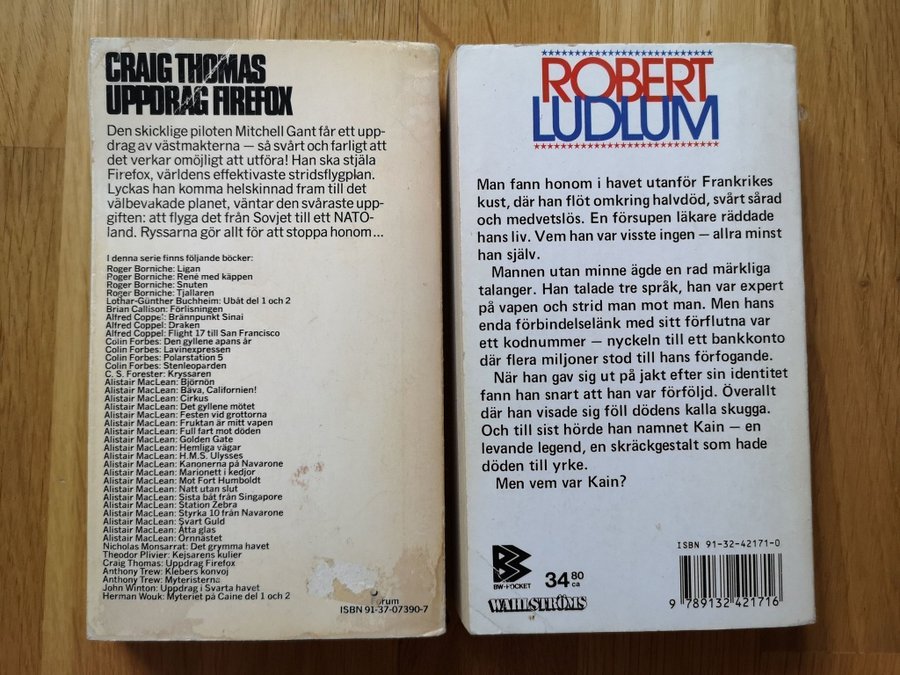 CRAIG THOMAS
UPPDRAG FIREFOX
Den skicklige piloten Mitchell Gant får ett upp-
drag av västmakterna — så svårt och farligt att
det verkar omöjligt att utföra! Han ska stjäla
Firefox, världens effektivaste stridsflygplan.
Lyckas han komma helskinnad fram till det
välbevakade planet, väntar den svåraste upp-
giften: att flyga det från Sovjet till ett NATO-
land. Ryssarna gör allt för att stoppa honom...
I denna serie finns följande böcker:
Roger Borniche: Ligan
Roger Borniche: René med käppen
Roger Borniche: Snuten
Roger Borniche: Tjallaren
Lothar-Günther Buchheim: Ubåt del 1 och 2
Brian Callison: Förlisningen
Alfred Coppel: Brännpunkt Sinai
Alfred Coppel: Draken
Alfred Coppel: Flight 17 till San Francisco
Colin Forbes: Den gyllene apans år
Colin Forbes: Lavinexpressen
Colin Forbes: Polarstation 5
Colin Forbes: Stenleoparden
C. S. Forester: Kryssaren
Alistair MacLean: Björnön
Alistair MacLean: Bäva, Californien!
Alistair MacLean: Cirkus
Alistair MacLean: Det gyllene mötet
Alistair MacLean: Festen vid grottorna
Alistair MacLean: Fruktan är mitt vapen
Alistair MacLean: Full fart mot döden
Alistair MacLean: Golden Gate
Alistair MacLean: Hemliga vägar
Alistair MacLean: H.M.S. Ulysses
Alistair MacLean: Kanonerna på Navarone
Alistair MacLean: Marionett i kedjor
Alistair MacLean: Mot Fort Humboldt
Alistair MacLean: Natt utan slut
Alistair MacLean: Sista båt från Singapore
Alistair MacLean: Station Zebra
Alistair MacLean: Styrka 10 från Navarone
Alistair MacLean: Svart Guld
Alistair MacLean: Åtta glas
Alistair MacLean: Örnnästet
Nicholas Monsarrat: Det grymma havet
Theodor Plivier: Kejsarens kulier
Craig Thomas: Uppdrag Firefox
Anthony Trew: Klebers konvoj
Anthony Trew: Myteristerna
John Winton: Uppdrag i Svarta havet
Herman Wouk: Myteriet på Caine del 1 och 2
orum
ISBN 91-37-07390-7
ROBERT
LUDLUM
Man fann honom i havet utanför Frankrikes
kust, där han flöt omkring halvdöd, svårt sårad
och medvetslös. En försupen läkare räddade
hans liv. Vem han var visste ingen — allra minst
han själv.
Mannen utan minne ägde en rad märkliga
talanger. Han talade tre språk, han var expert
på vapen och strid man mot man. Men hans
enda förbindelselänk med sitt förflutna var
ett kodnummer — nyckeln till ett bankkonto
där flera miljoner stod till hans förfogande.
När han gav sig ut på jakt efter sin identitet
fann han snart att han var förföljd. Överallt
där han visade sig föll dödens kalla skugga.
Och till sist hörde han namnet Kain — en
levande legend, en skräckgestalt som hade
döden till yrke.
Men vem var Kain?
ISBN 91-32-42171-0
BW-POCKET
34 80
ca
WAHLSTRÖMS
9 789132 421716